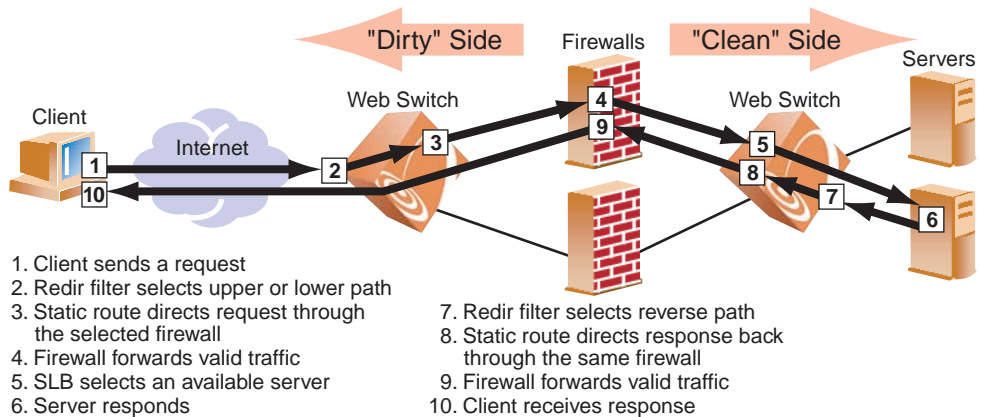 "Dirty" Side
Firewalls
"Clean" Side
Servers
Client
Web Switch
Web Switch
Internet
1
2
3
4
5
6
7
8
9
10
1. Client sends a request
2. Redir filter selects upper or lower path
3. Static route directs request through
the selected firewall
4. Firewall forwards valid traffic
5. SLB selects an available server
6. Server responds
7. Redir filter selects reverse path
8. Static route directs response back
through the same firewall
9. Firewall forwards valid traffic
10. Client receives response